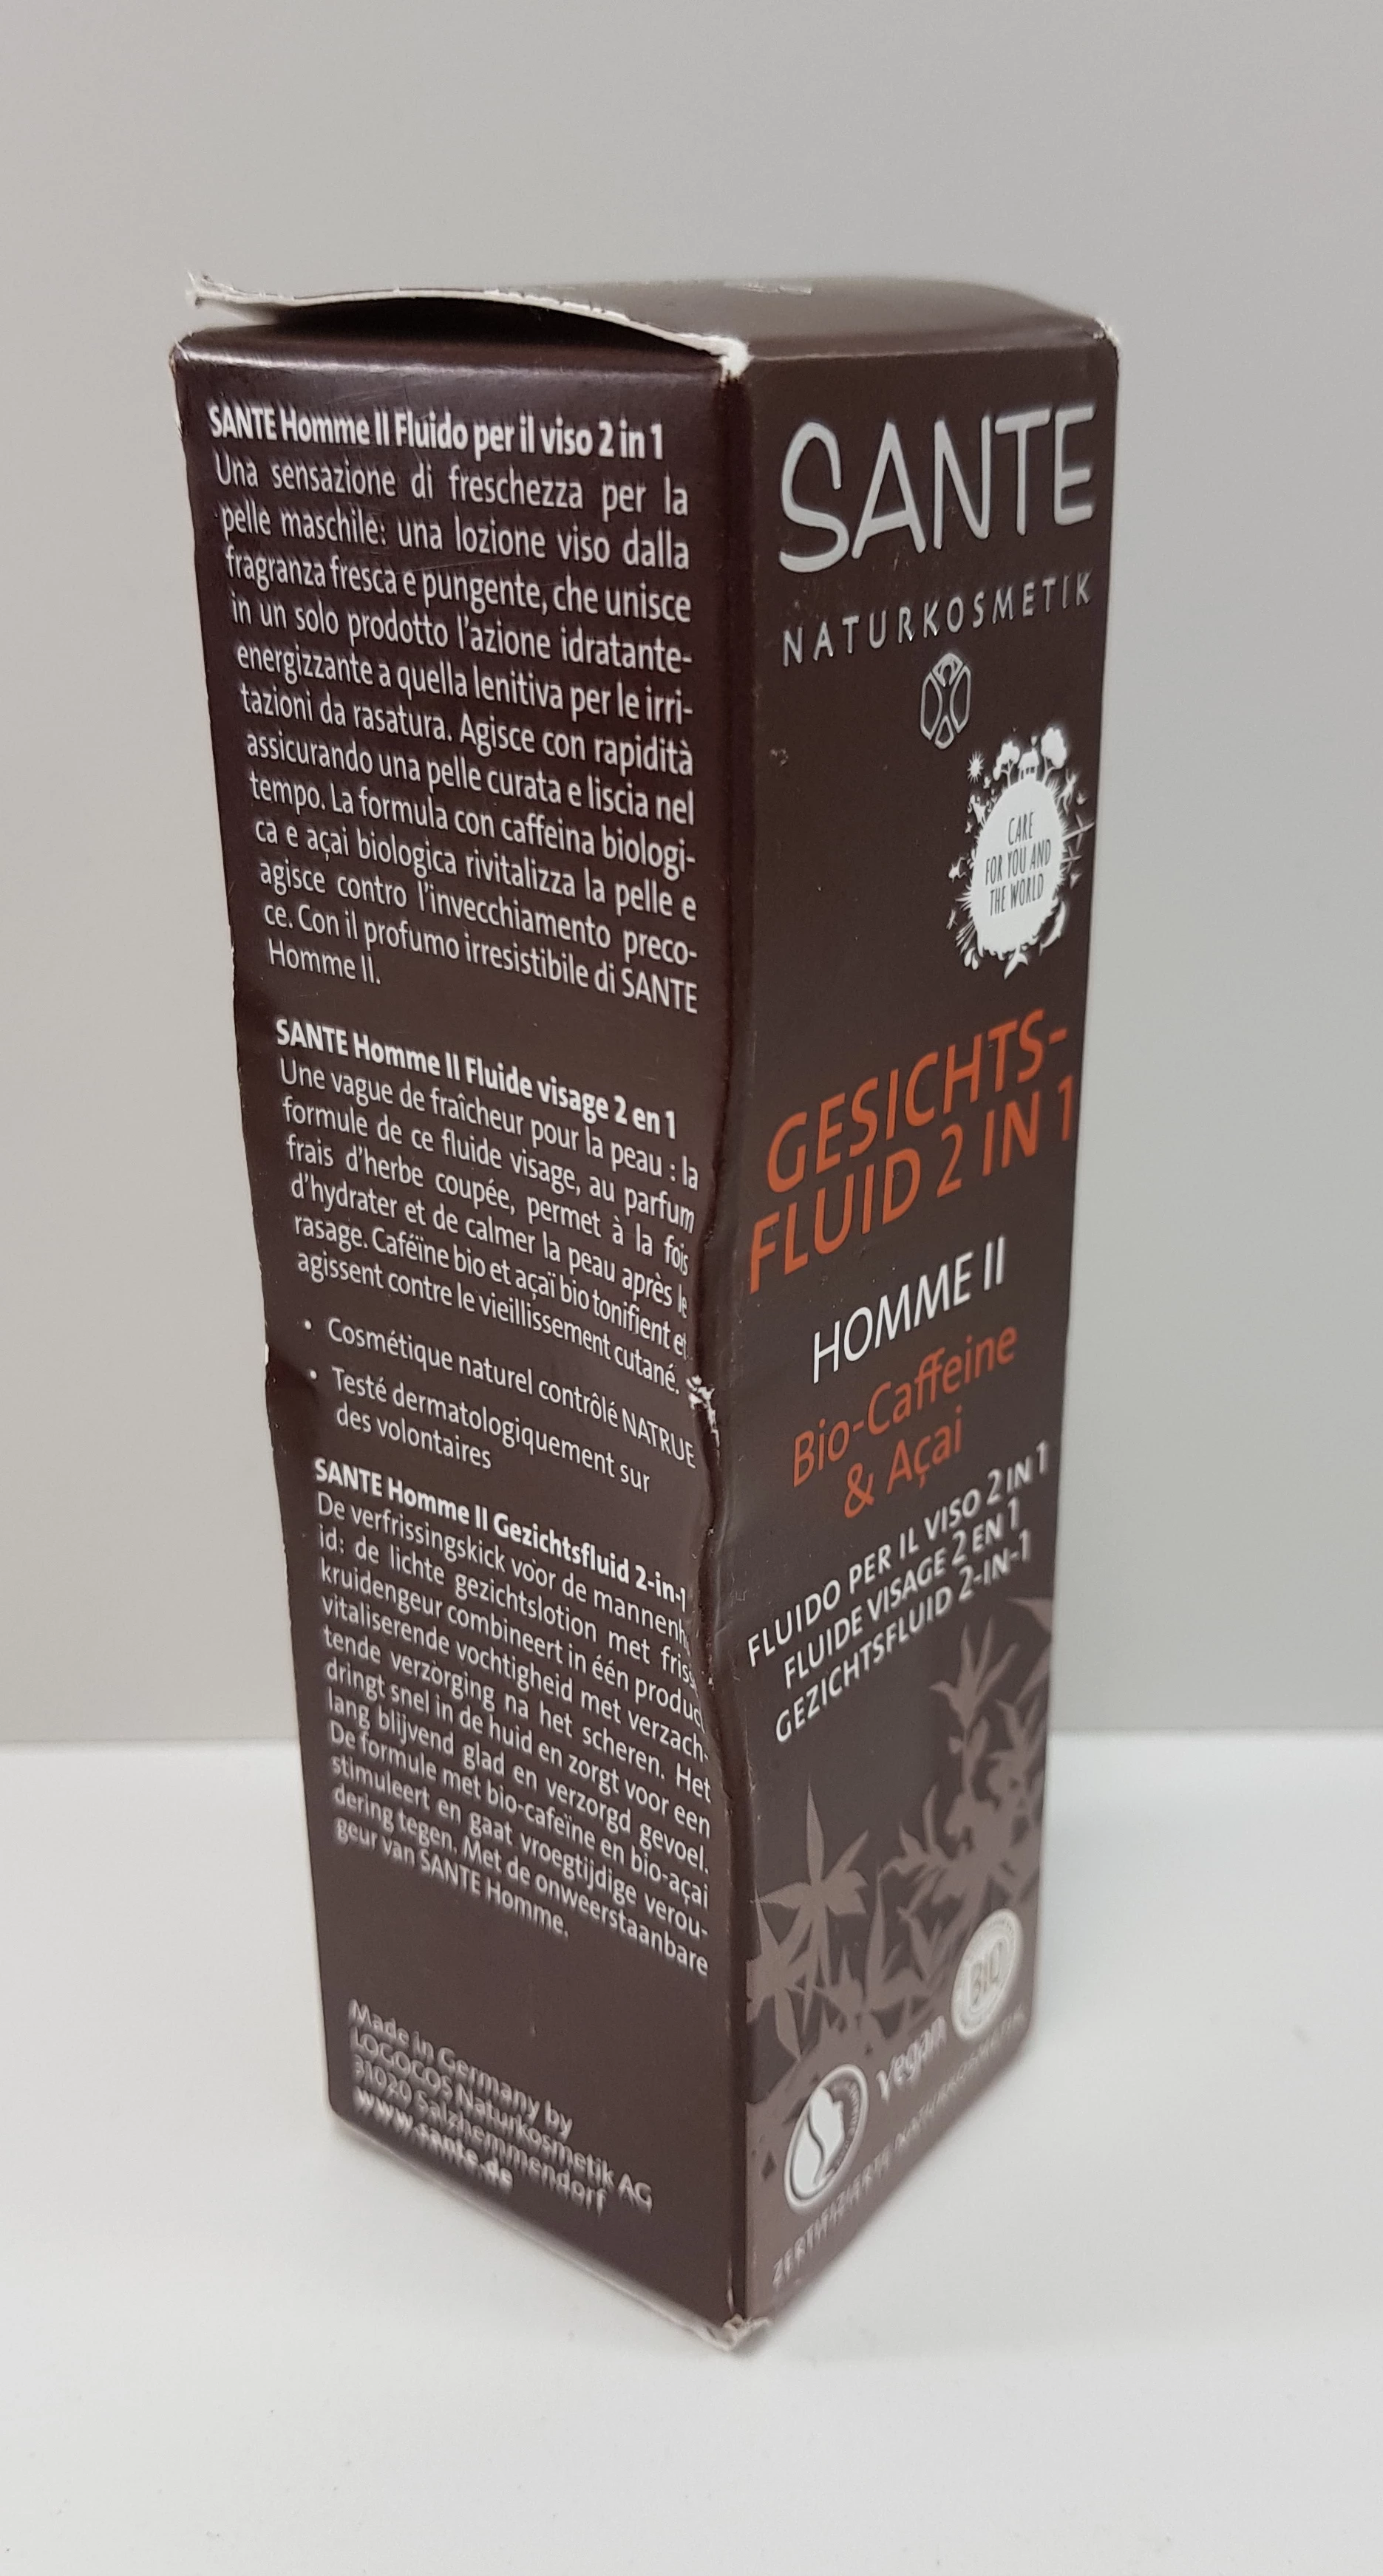 SANTE Homme II Fluido per il viso 2 in 1
Una sensazione di freschezza per la
pelle maschile: una lozione viso dalla
fragranza fresca e pungente, che unisce
in un solo prodotto l'azione idratante-
energizzante a quella lenitiva per le irri-
tazioni da rasatura. Agisce con rapidità
assicurando una pelle curata e liscia nel
tempo. La formula con caffeina biologi-
ca e açai biologica rivitalizza la pelle e
agisce contro l'invecchiamento preco-
ce. Con il profumo irresistibile di SANTE
Homme II.
SANTE Homme II Fluide visage 2 en 1
Une vague de fraîcheur pour la peau : la
formule de ce fluide visage, au parfum
frais d'herbe coupée, permet à la fois
d'hydrater et de calmer la peau après le
rasage. Caféine bio et açaï bio tonifient et
agissent contre le vieillissement cutané.
• Cosmétique naturel contrôlé NATRUE
• Testé dermatologiquement sur
des volontaires
SANTE Homme II Gezichtsfluid 2-in-1
De verfrissingskick voor de mannenh
id: de lichte gezichtslotion met friss
kruidengeur combineert in één product
vitaliserende vochtigheid met verzach-
tende verzorging na het scheren. Het
dringt snel in de huid en zorgt voor een
lang blijvend glad en verzorgd gevoel.
De formule met bio-cafeïne en bio-açai
stimuleert en gaat vroegtijdige verou-
dering tegen. Met de onweerstaanbare
geur van SANTE Homme.
Made in Germany by
LOGOCOS Naturkosmetik AG
31020 Salzhemmendorf
www.sante.de
SANTE
NATURKOSMETIK
CARE
FOR YOU AND
THE WORLD
GESICHTS-
FLUID 2 IN 1
HOMME II
Bio-Caffeine
& Açai
FLUIDO PER IL VISO 2 IN 1
FLUIDE VISAGE 2 EN 1
GEZICHTSFLUID 2-IN-1
BIO
vegan
ZERTIFIZIERTE NATURKOSMETIK